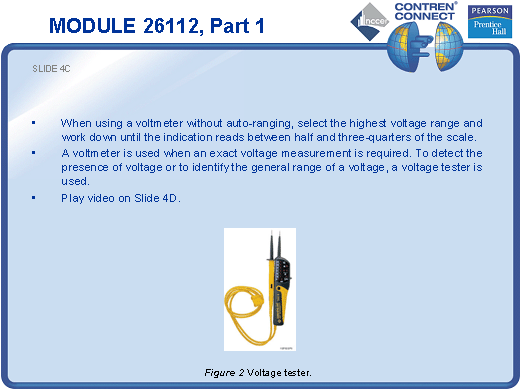 MODULE 26112, Part 1
nccer
CONTREN®
CONNECT
PEARSON
Prentice
Hall
SLIDE 4C
• When using a voltmeter without auto-ranging, select the highest voltage range and
work down until the indication reads between half and three-quarters of the scale.
• A voltmeter is used when an exact voltage measurement is required. To detect the
presence of voltage or to identify the general range of a voltage, a voltage tester is
used.
• Play video on Slide 4D.
Figure 2 Voltage tester.